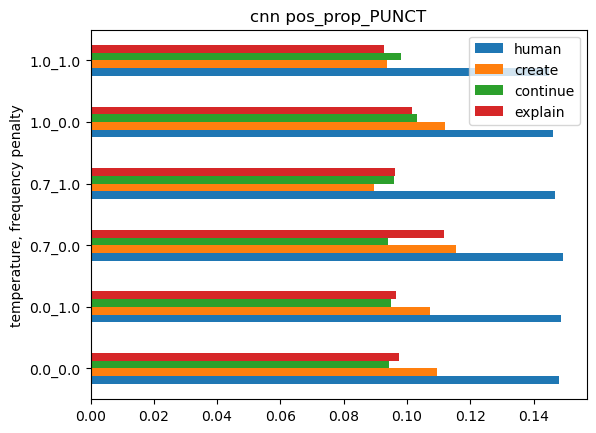 cnn pos_prop_PUNCT
human
create
continue
explain
temperature, frequency penalty
1.0_1.0
1.0_0.0
0.7_1.0
0.7_0.0
0.0_1.0
0.0_0.0
0.00 0.02 0.04 0.06 0.08 0.10 0.12 0.14